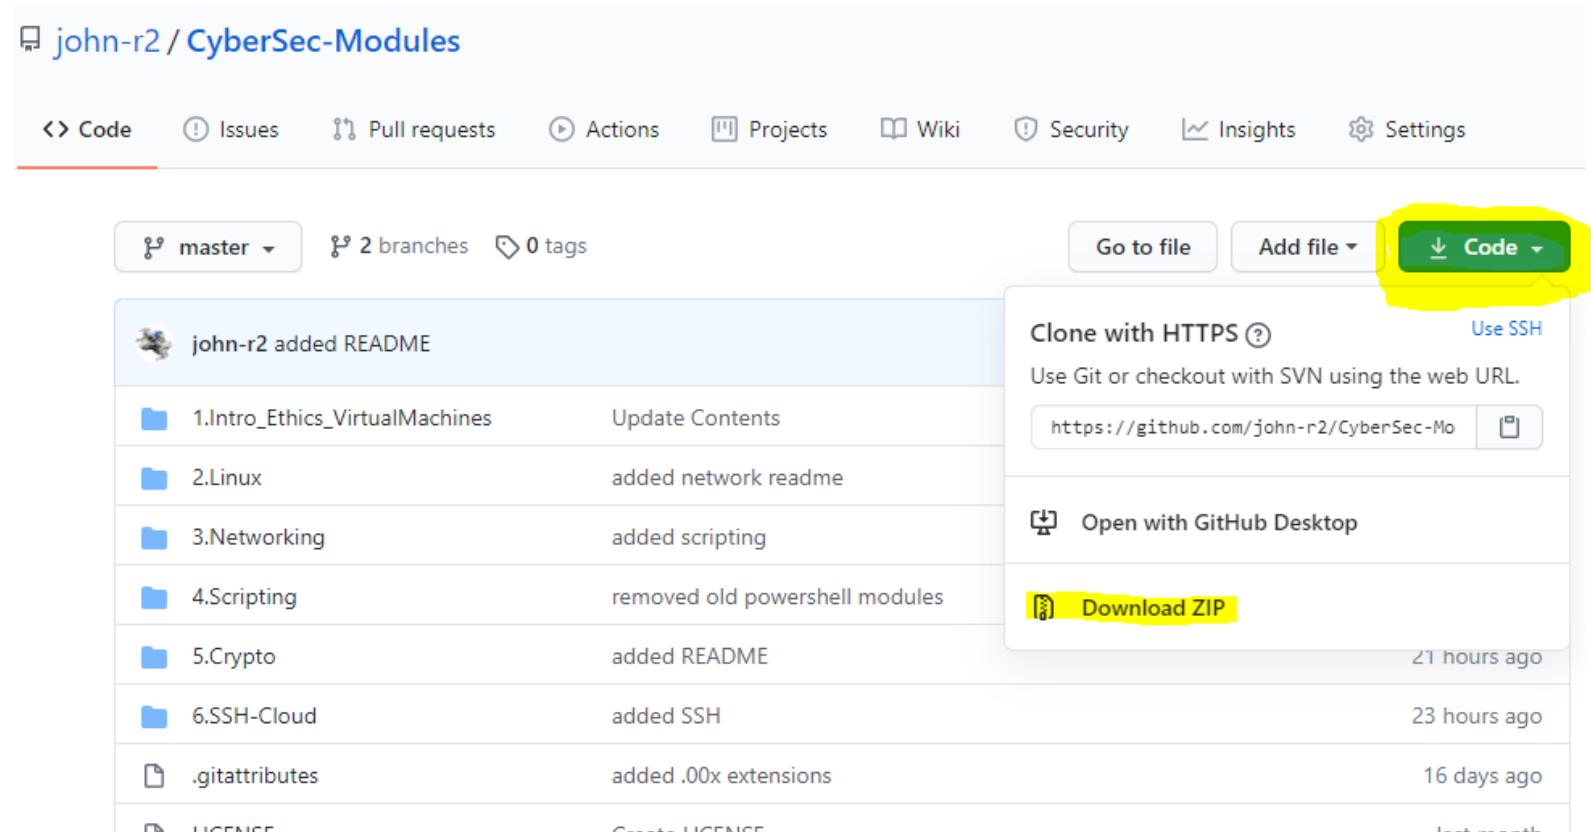 john-r2 / CyberSec-Modules
<> Code Issues Pull requests Actions Projects Wiki Security Insights Settings
master 2 branches 0 tags Go to file Add file Code
john-r2 added README
Clone with HTTPS ? Use SSH
Use Git or checkout with SVN using the web URL.
https://github.com/john-r2/CyberSec-Mo
Open with GitHub Desktop
Download ZIP
1.Intro_Ethics_VirtualMachines Update Contents
2.Linux added network readme
3.Networking added scripting
4.Scripting removed old powershell modules
5.Crypto added README 21 hours ago
6.SSH-Cloud added SSH 23 hours ago
.gitattributes added .00x extensions 16 days ago
LICENSE Create LICENSE last month